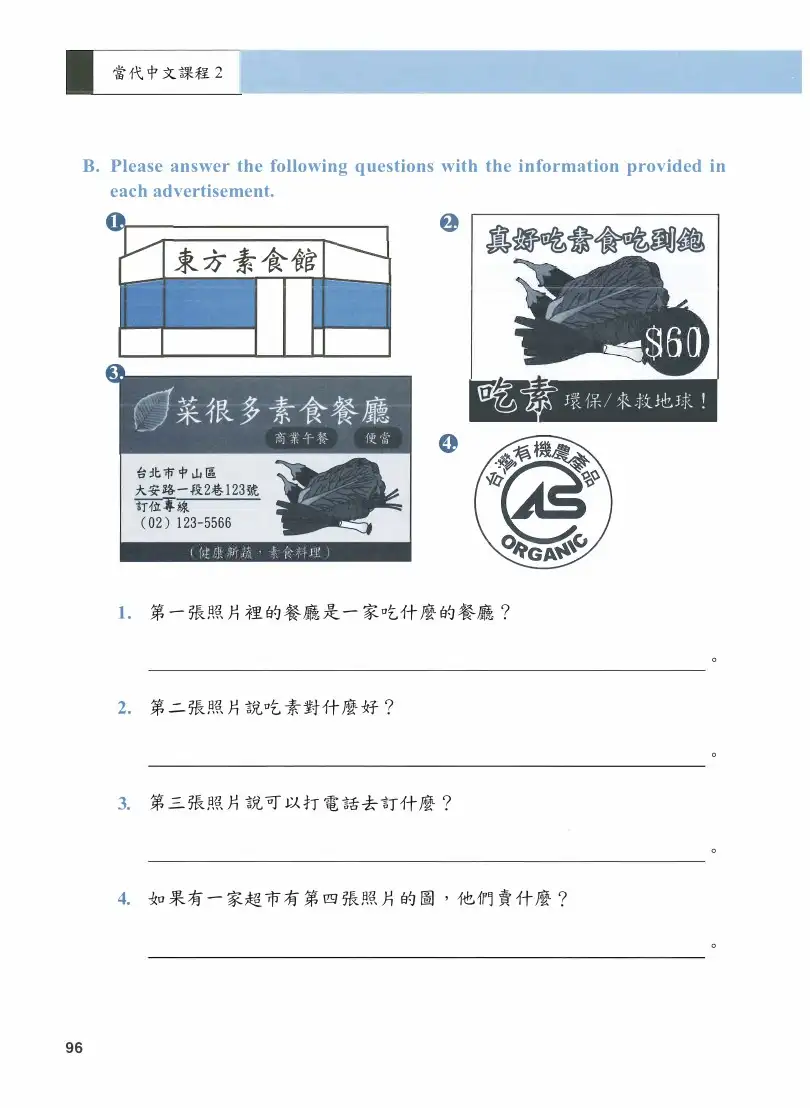 當代中文課程 2
B. Please answer the following questions with the information provided in
each advertisement.
1.
東方素食館
2.
真好吃素食吃到飽
$60
吃素 環保/來救地球!
3.
菜很多素食餐廳
商業午餐 便當
台北市中山區
大安路一段2巷123號
訂位專線
(02) 123-5566
(健康新蔬,素食料理)
4.
台灣有機農產品
AS
ORGANIC
1. 第一張照片裡的餐廳是一家吃什麼的餐廳?
。
2. 第二張照片說吃素對什麼好?
。
3. 第三張照片說可以打電話去訂什麼?
。
4. 如果有一家超市有第四張照片的圖,他們賣什麼?
。
96